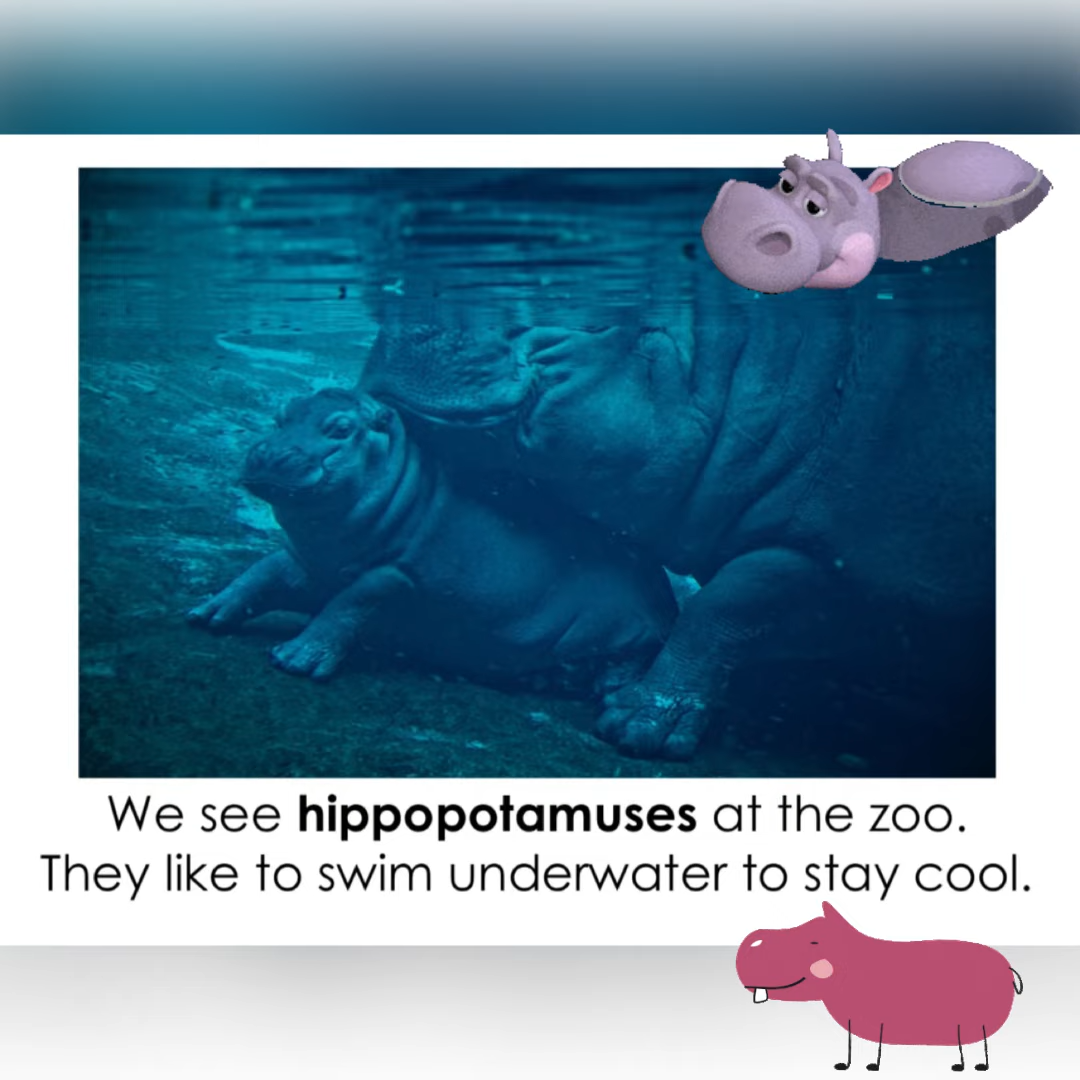 We see hippopotamuses at the zoo.
They like to swim underwater to stay cool.